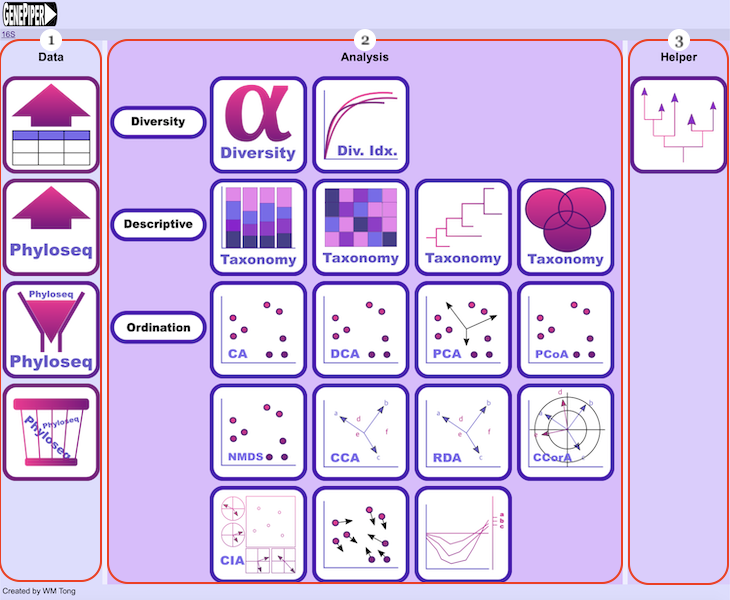 GENEPIPER
16S
1
Data
2
Analysis
3
Helper
Diversity
α
Diversity
Div. Idx.
Phyloseq
Descriptive
Taxonomy
Taxonomy
Taxonomy
Taxonomy
Phyloseq
Phyloseq
Ordination
CA
DCA
PCA
PCoA
Phyloseq
Phyloseq
NMDS
a
b
c
d
e
f
CCA
a
b
c
d
e
f
RDA
a
b
c
d
e
CCorA
CIA
Created by WM Tong